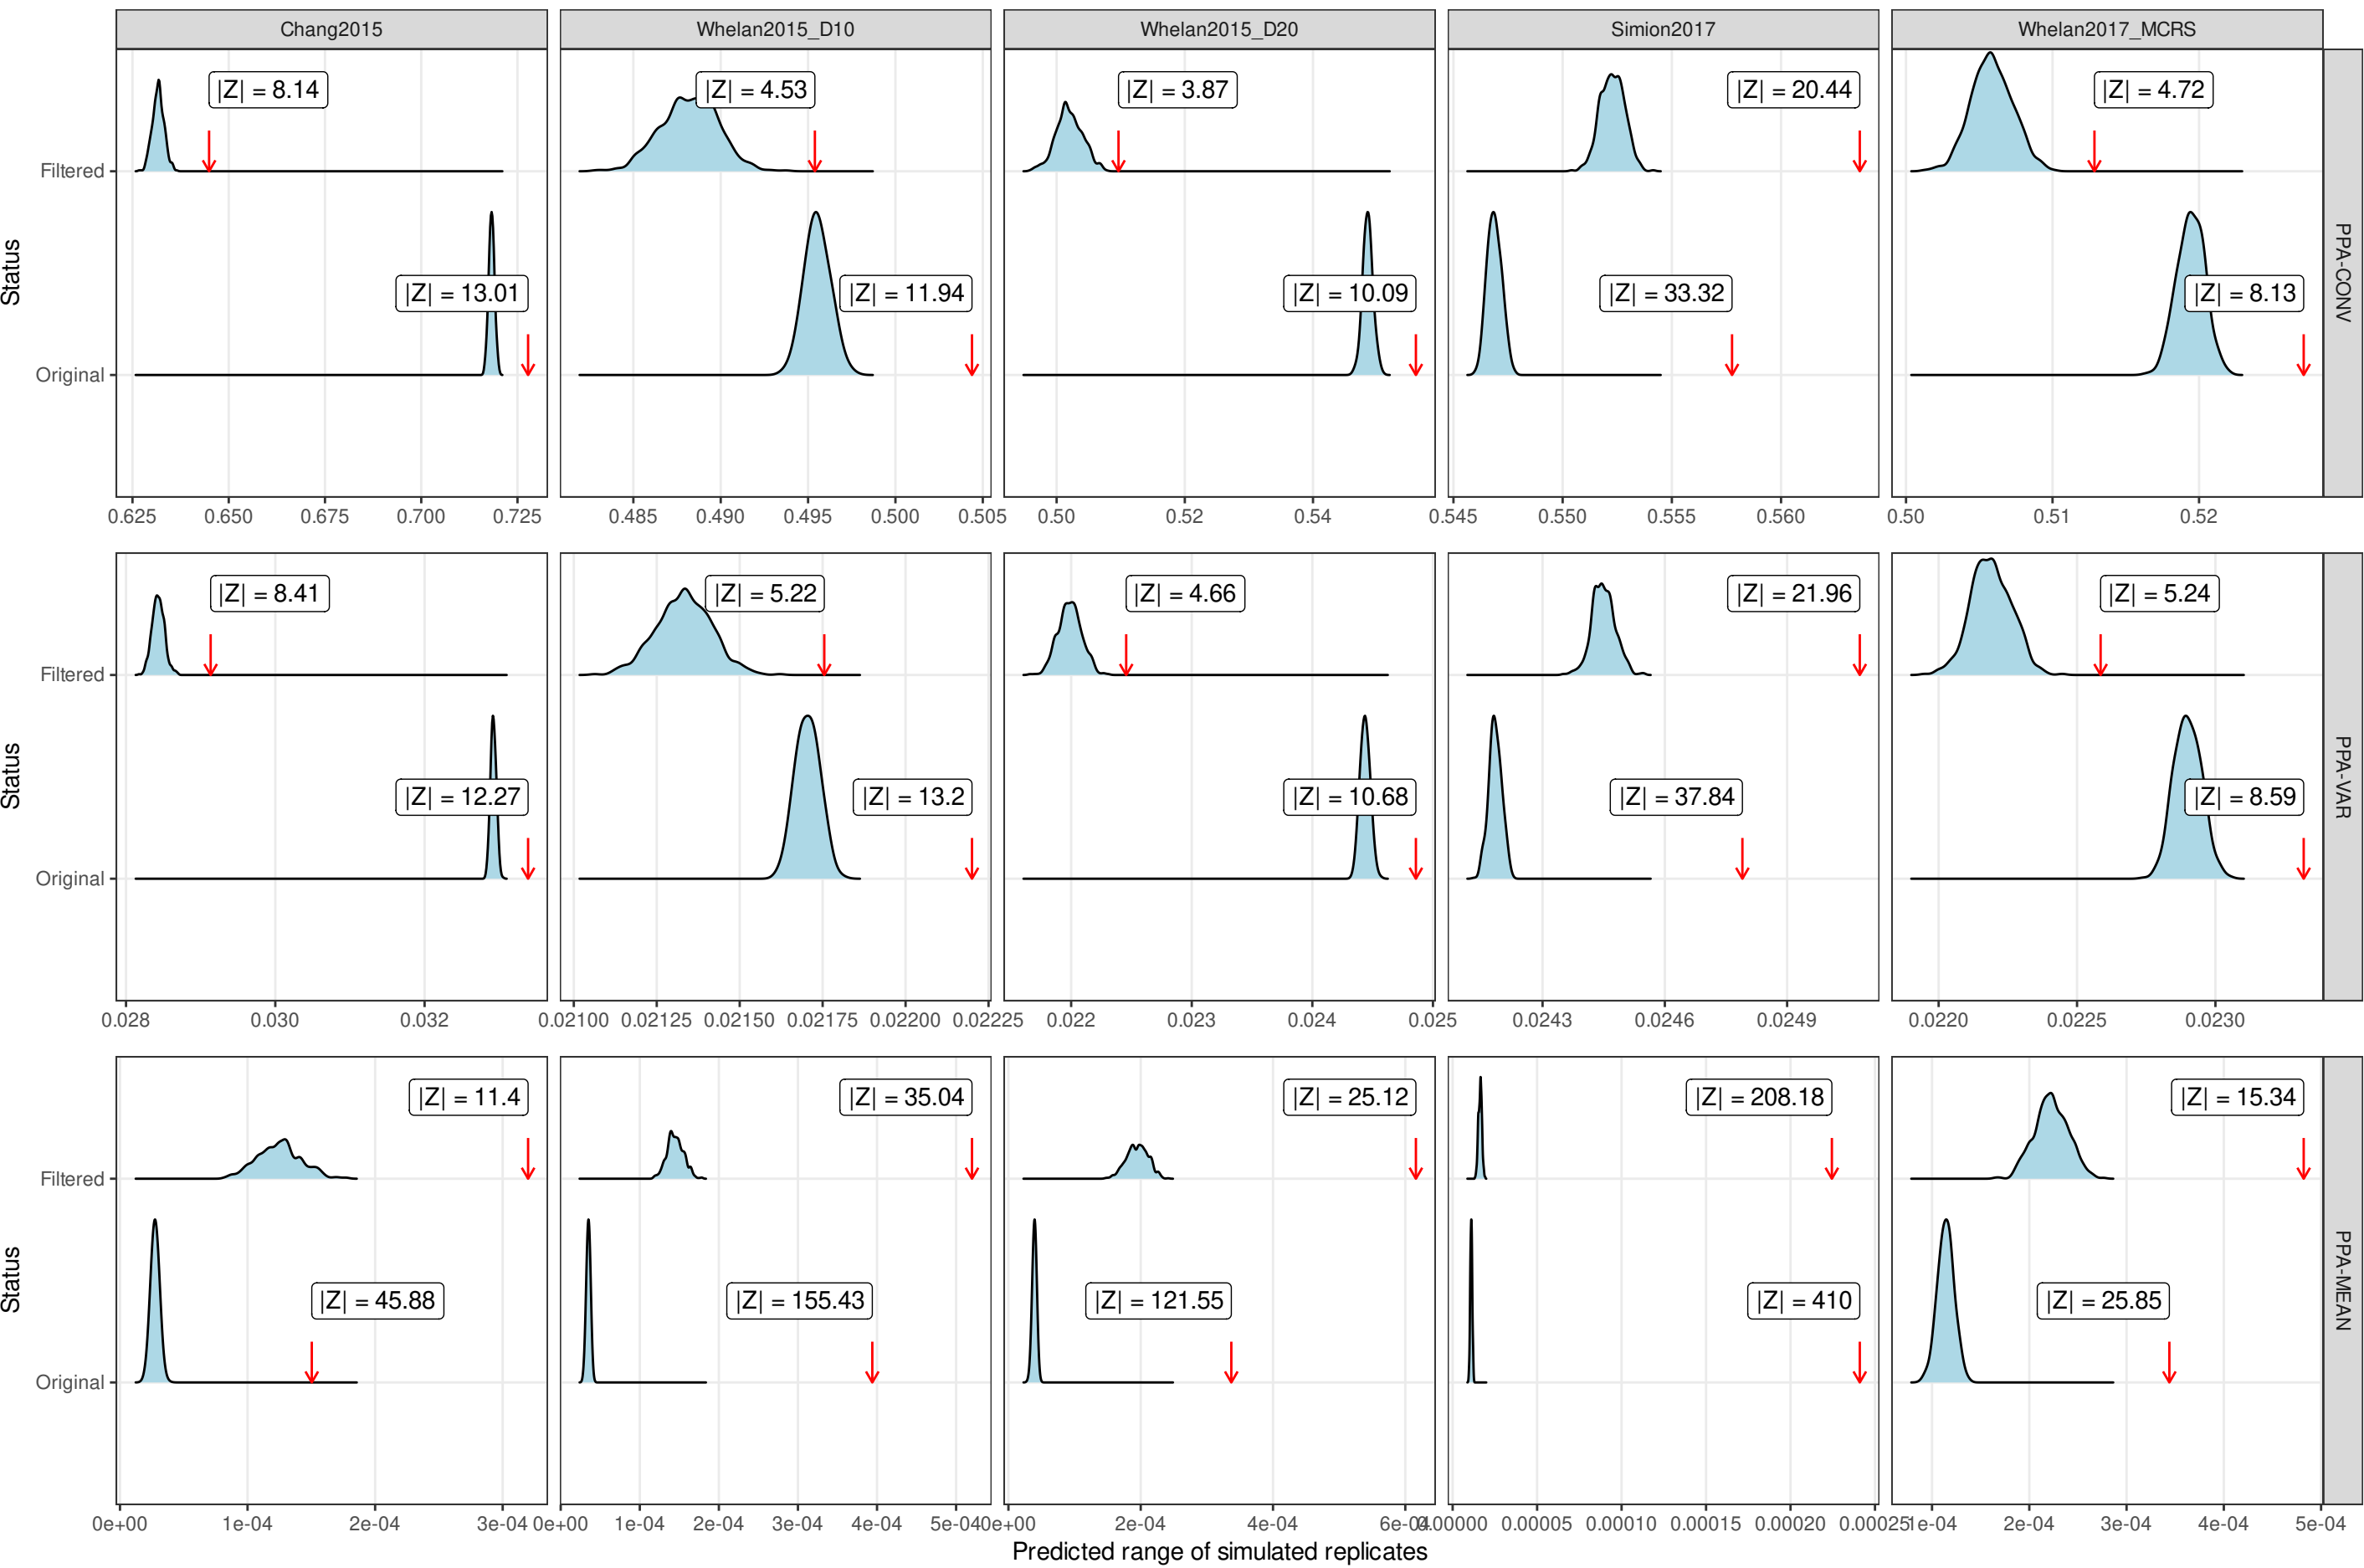 Chang2015 Whelan2015_D10 Whelan2015_D20 Simion2017 Whelan2017_MCRS
|Z| = 8.14 |Z| = 4.53 |Z| = 3.87 |Z| = 20.44 |Z| = 4.72
Filtered
Status
PPA-CONV
|Z| = 13.01 |Z| = 11.94 |Z| = 10.09 |Z| = 33.32 |Z| = 8.13
Original
0.625 0.650 0.675 0.700 0.725 0.485 0.490 0.495 0.500 0.505 0.50 0.52 0.54 0.545 0.550 0.555 0.560 0.50 0.51 0.52
|Z| = 8.41 |Z| = 5.22 |Z| = 4.66 |Z| = 21.96 |Z| = 5.24
Filtered
Status
PPA-VAR
|Z| = 12.27 |Z| = 13.2 |Z| = 10.68 |Z| = 37.84 |Z| = 8.59
Original
0.028 0.030 0.032 0.02100 0.02125 0.02150 0.02175 0.02200 0.02225 0.022 0.023 0.024 0.025 0.0243 0.0246 0.0249 0.0220 0.0225 0.0230
|Z| = 11.4 |Z| = 35.04 |Z| = 25.12 |Z| = 208.18 |Z| = 15.34
Filtered
Status
PPA-MEAN
|Z| = 45.88 |Z| = 155.43 |Z| = 121.55 |Z| = 410 |Z| = 25.85
Original
0e+00 1e-04 2e-04 3e-04 0e+00 1e-04 2e-04 3e-04 4e-04 5e-04 0e+00 2e-04 4e-04 6e-04 0.00000 0.00005 0.00010 0.00015 0.00020 0.00025 1e-04 2e-04 3e-04 4e-04 5e-04
Predicted range of simulated replicates